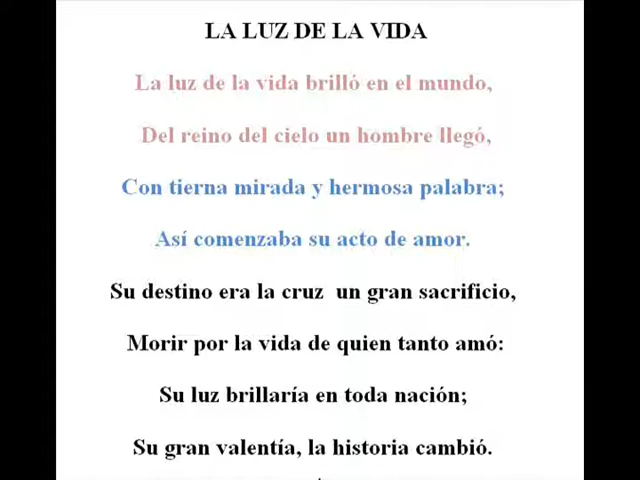 LA LUZ DE LA VIDA
La luz de la vida brilló en el mundo,
Del reino del cielo un hombre llegó,
Con tierna mirada y hermosa palabra;
Así comenzaba su acto de amor.
Su destino era la cruz  un gran sacrificio,
Morir por la vida de quien tanto amó:
Su luz brillaría en toda nación;
Su gran valentía, la historia cambió.